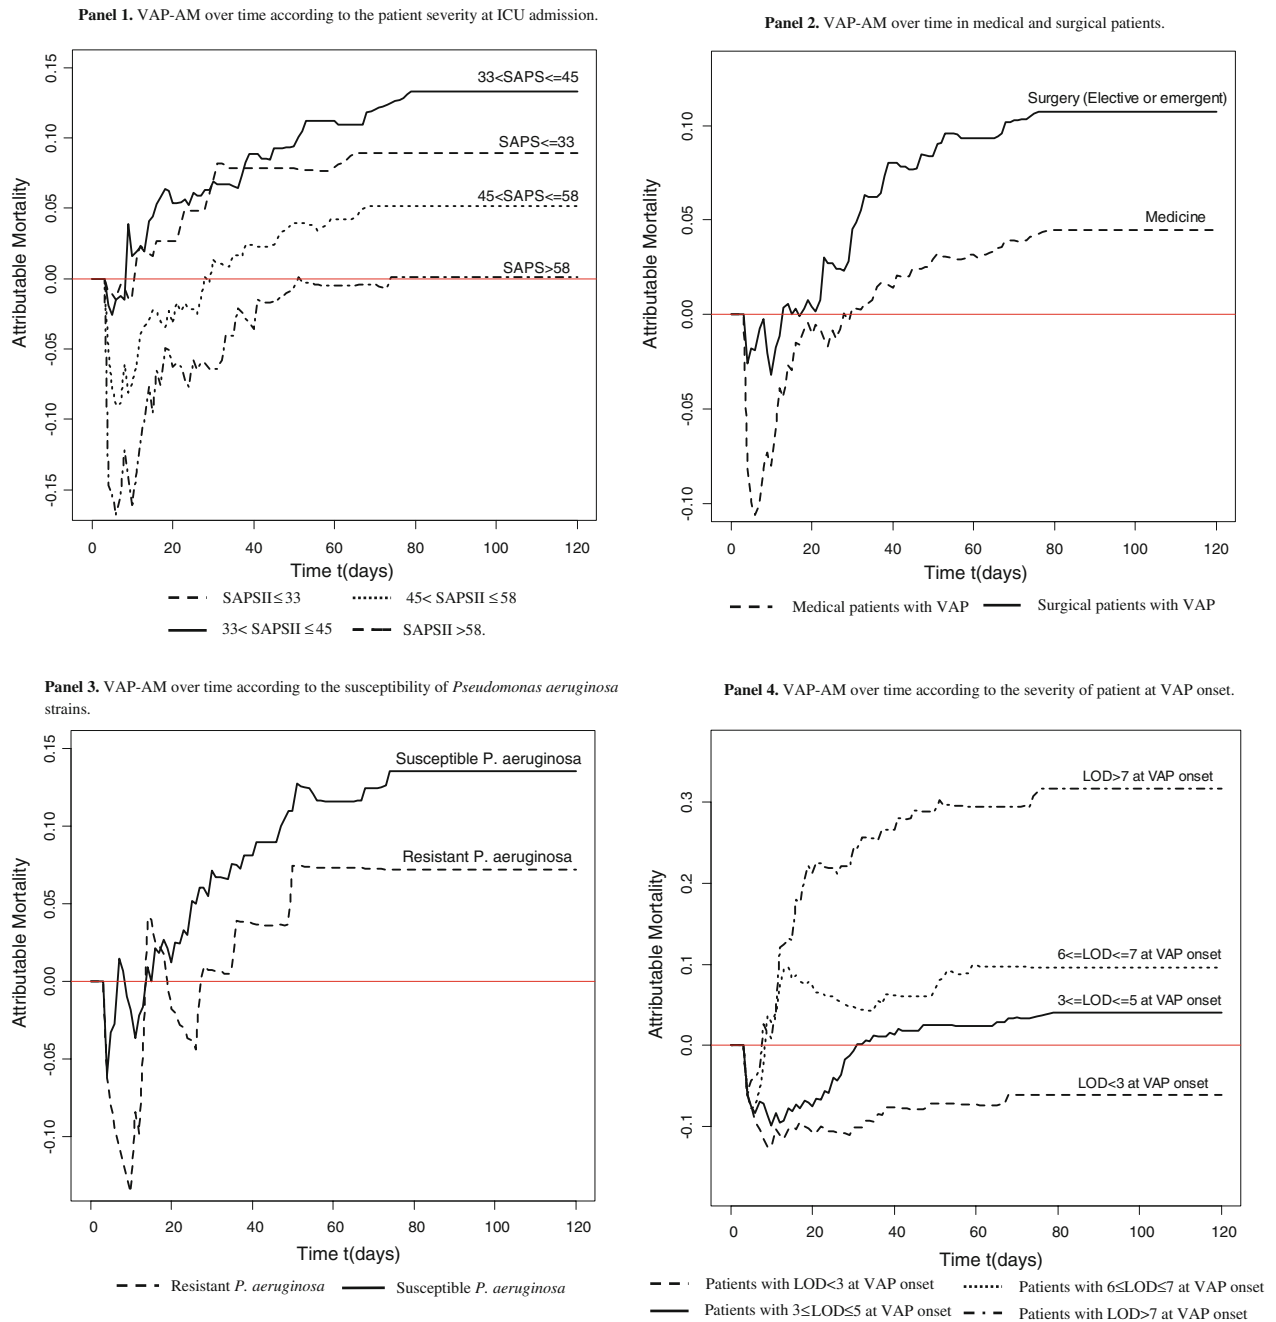 Panel 1. VAP-AM over time according to the patient severity at ICU admission.
Attributable Mortality
0.15
0.10
0.05
0.00
-0.05
-0.10
-0.15
33<SAPS<=45
SAPS<=33
45<SAPS<=58
SAPS>58
0 20 40 60 80 100 120
Time t(days)
SAPSII≤33 45< SAPSII ≤58
33< SAPSII ≤45 SAPSII >58.
Panel 2. VAP-AM over time in medical and surgical patients.
Attributable Mortality
0.10
0.05
0.00
-0.05
-0.10
Surgery (Elective or emergent)
Medicine
0 20 40 60 80 100 120
Time t(days)
Medical patients with VAP Surgical patients with VAP
Panel 3. VAP-AM over time according to the susceptibility of Pseudomonas aeruginosa
strains.
Attributable Mortality
0.15
0.10
0.05
0.00
-0.05
-0.10
Susceptible P. aeruginosa
Resistant P. aeruginosa
0 20 40 60 80 100 120
Time t(days)
Resistant P. aeruginosa Susceptible P. aeruginosa
Panel 4. VAP-AM over time according to the severity of patient at VAP onset.
Attributable Mortality
0.3
0.2
0.1
0.0
-0.1
LOD>7 at VAP onset
6<=LOD<=7 at VAP onset
3<=LOD<=5 at VAP onset
LOD<3 at VAP onset
0 20 40 60 80 100 120
Time t(days)
Patients with LOD<3 at VAP onset Patients with 6≤LOD≤7 at VAP onset
Patients with 3≤LOD≤5 at VAP onset Patients with LOD>7 at VAP onset